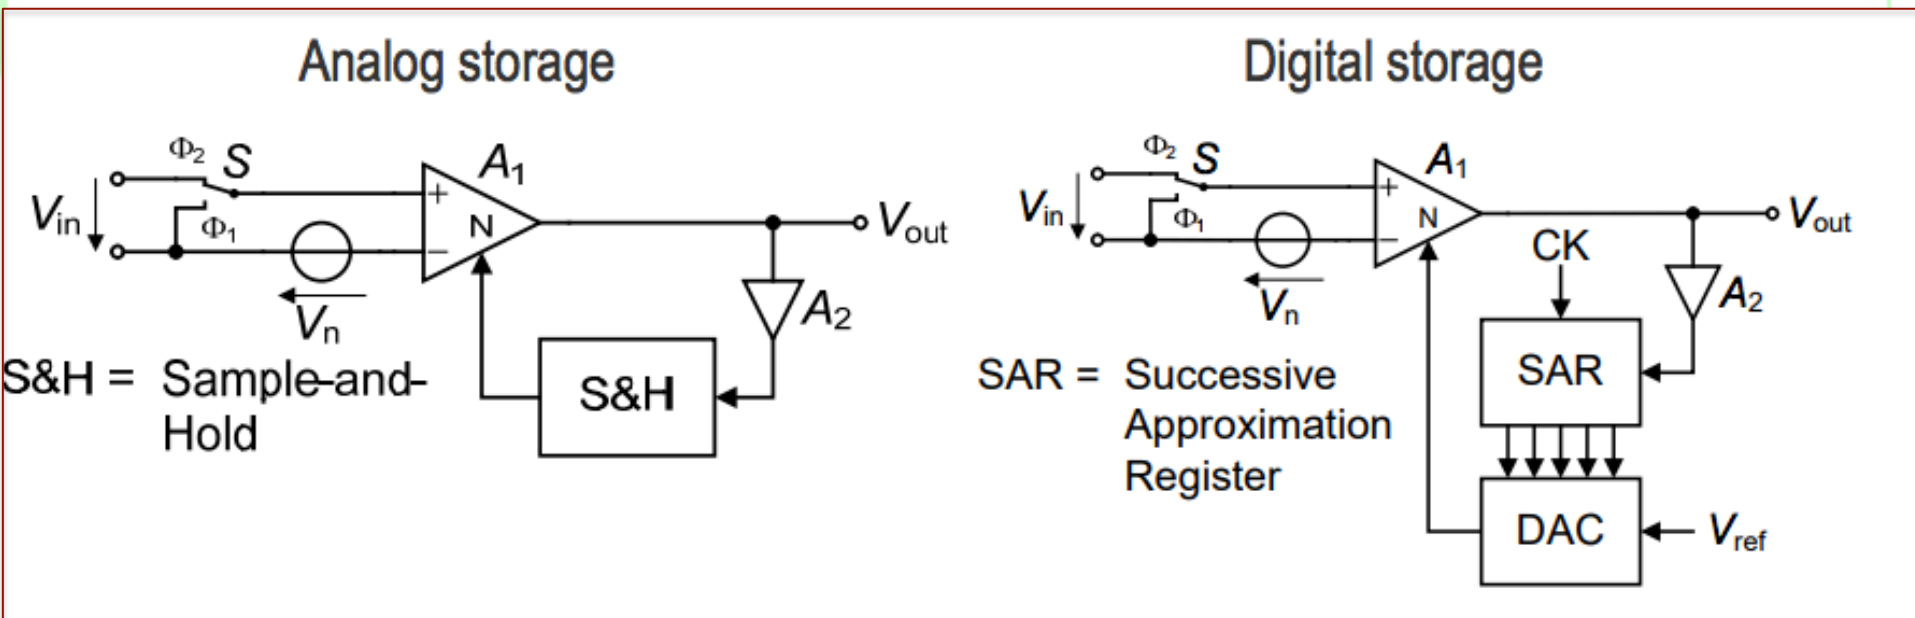 Analog storage
Φ2 S
A1
+
Vin
Φ1
N
Vout
−
Vn
A2
S&H = Sample-and-
Hold
S&H
Digital storage
Φ2 S
A1
+
Vin
Φ1
N
Vout
−
CK
Vn
A2
SAR = Successive
Approximation
Register
SAR
DAC
Vref